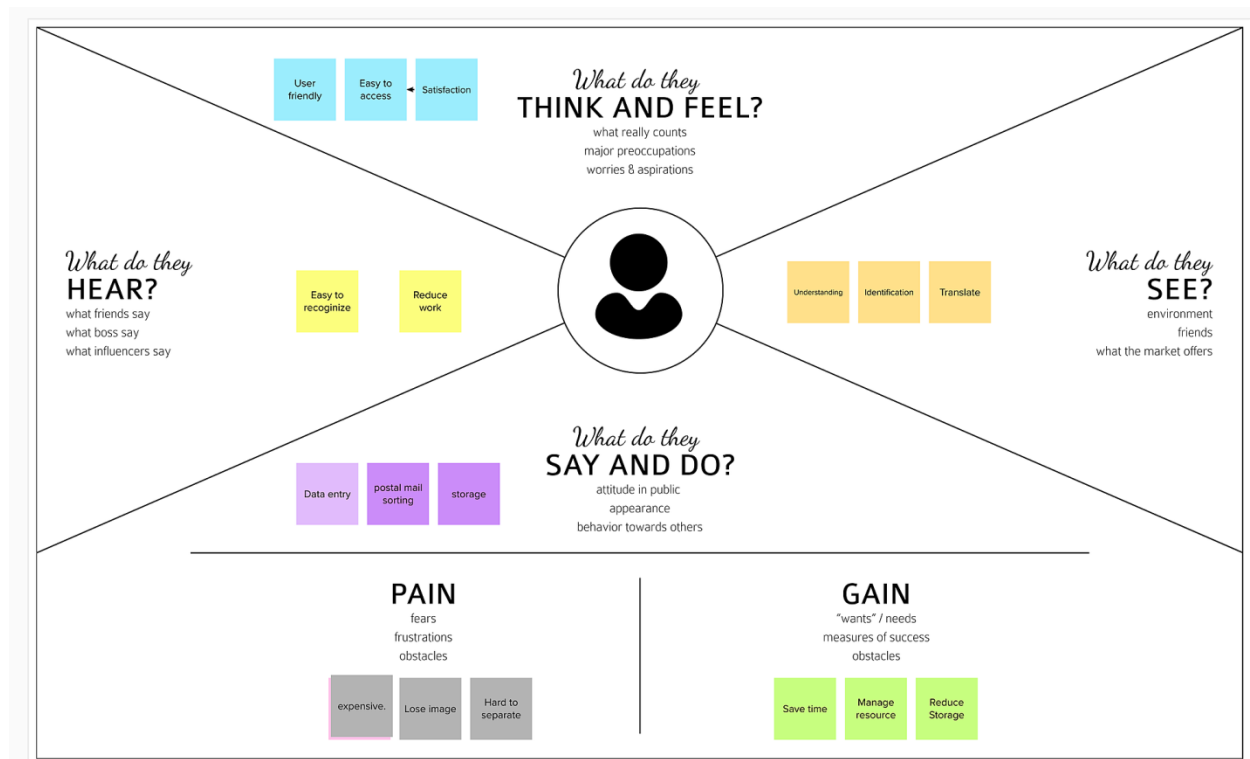 User
friendly
Easy to
access
Satisfaction
What do they
THINK AND FEEL?
what really counts
major preoccupations
worries & aspirations
What do they
HEAR?
what friends say
what boss say
what influencers say
Easy to
recoginize
Reduce
work
Understanding
Identification
Translate
What do they
SEE?
environment
friends
what the market offers
What do they
SAY AND DO?
attitude in public
appearance
behavior towards others
Data entry
postal mail
sorting
storage
PAIN
fears
frustrations
obstacles
expensive.
Lose image
Hard to
separate
GAIN
“wants” / needs
measures of success
obstacles
Save time
Manage
resource
Reduce
Storage